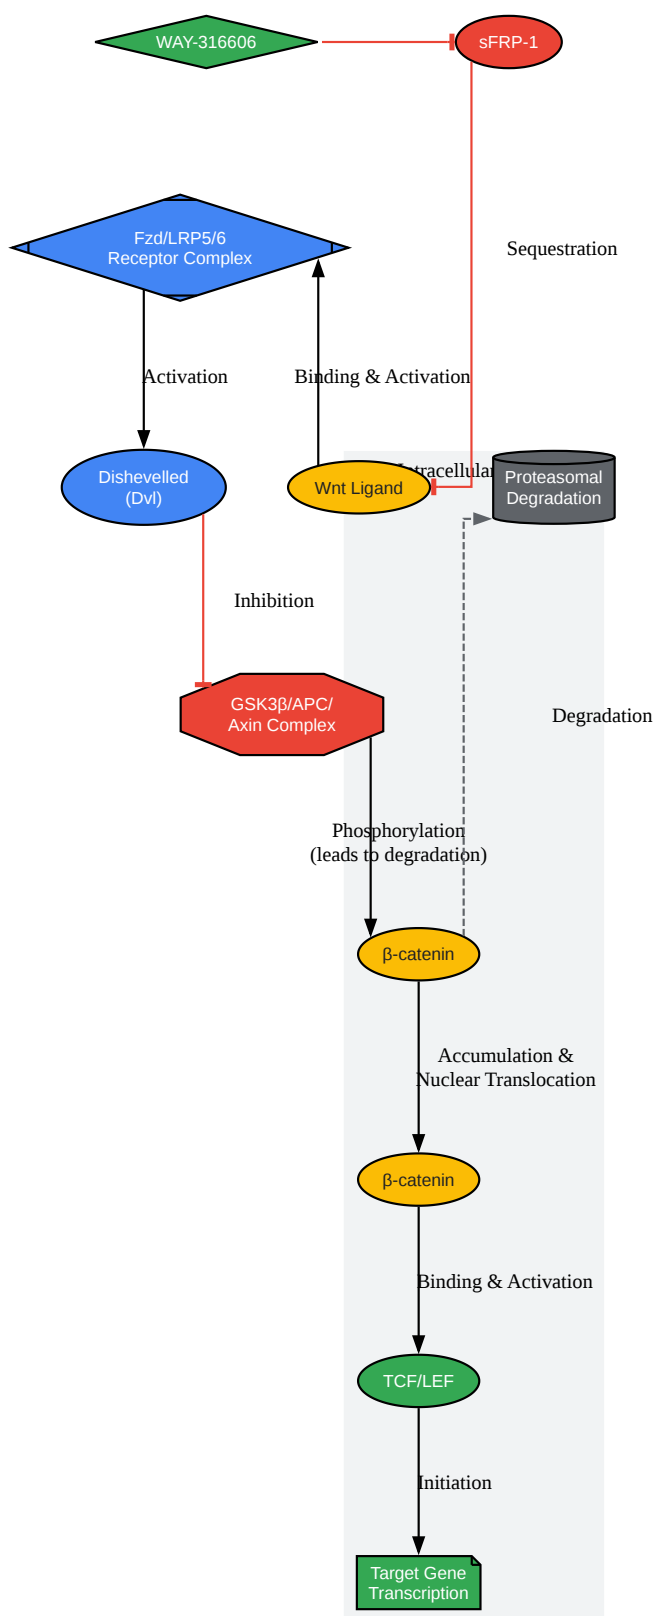 WAY-316606
sFRP-1
Sequestration
Fzd/LRP5/6
Receptor Complex
Activation
Binding & Activation
Intracellular
Dishevelled
(Dvl)
Wnt Ligand
Proteasomal
Degradation
Inhibition
GSK3β/APC/
Axin Complex
Degradation
Phosphorylation
(leads to degradation)
β-catenin
Accumulation &
Nuclear Translocation
β-catenin
Binding & Activation
TCF/LEF
Initiation
Target Gene
Transcription